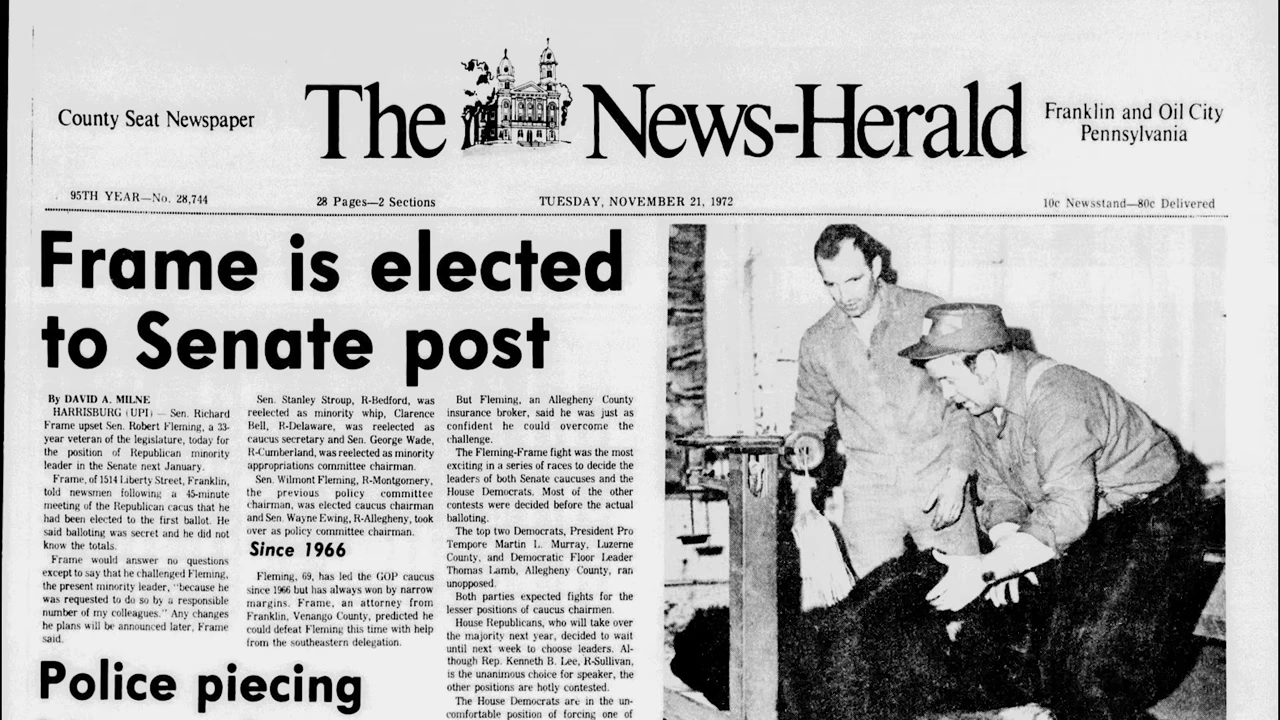 County Seat Newspaper
The News-Herald
Franklin and Oil City
Pennsylvania
95TH YEAR—No. 28,744
28 Pages—2 Sections
TUESDAY, NOVEMBER 21, 1972
10c Newsstand—80c Delivered
Frame is elected
to Senate post
By DAVID A. MILNE
HARRISBURG (UPI) — Sen. Richard
Frame upset Sen. Robert Fleming, a 33-
year veteran of the legislature, today for
the position of Republican minority
leader in the Senate next January.
Frame, of 1514 Liberty Street, Franklin,
told newsmen following a 45-minute
meeting of the Republican cacus that he
had been elected to the first ballot. He
said balloting was secret and he did not
know the totals.
Frame would answer no questions
except to say that he challenged Fleming,
the present minority leader, "because he
was requested to do so by a responsible
number of my colleagues." Any changes
he plans will be announced later, Frame
said.
Police piecing
Sen. Stanley Stroup, R-Bedford, was
reelected as minority whip, Clarence
Bell, R-Delaware, was reelected as
caucus secretary and Sen. George Wade,
R-Cumberland, was reelected as minority
appropriations committee chairman.
Sen. Wilmont Fleming, R-Montgomery,
the previous policy committee
chairman, was elected caucus chairman
and Sen. Wayne Ewing, R-Allegheny, took
over as policy committee chairman.
Since 1966
Fleming, 69, has led the GOP caucus
since 1966 but has always won by narrow
margins. Frame, an attorney from
Franklin, Venango County, predicted he
could defeat Fleming this time with help
from the southeastern delegation.
But Fleming, an Allegheny County
insurance broker, said he was just as
confident he could overcome the
challenge.
The Fleming-Frame fight was the most
exciting in a series of races to decide the
leaders of both Senate caucuses and the
House Democrats. Most of the other
contests were decided before the actual
balloting.
The top two Democrats, President Pro
Tempore Martin L. Murray, Luzerne
County, and Democratic Floor Leader
Thomas Lamb, Allegheny County, ran
unopposed.
Both parties expected fights for the
lesser positions of caucus chairmen.
House Republicans, who will take over
the majority next year, decided to wait
until next week to choose leaders. Al-
though Rep. Kenneth B. Lee, R-Sullivan,
is the unanimous choice for speaker, the
other positions are hotly contested.
The House Democrats are in the un-
comfortable position of forcing one of